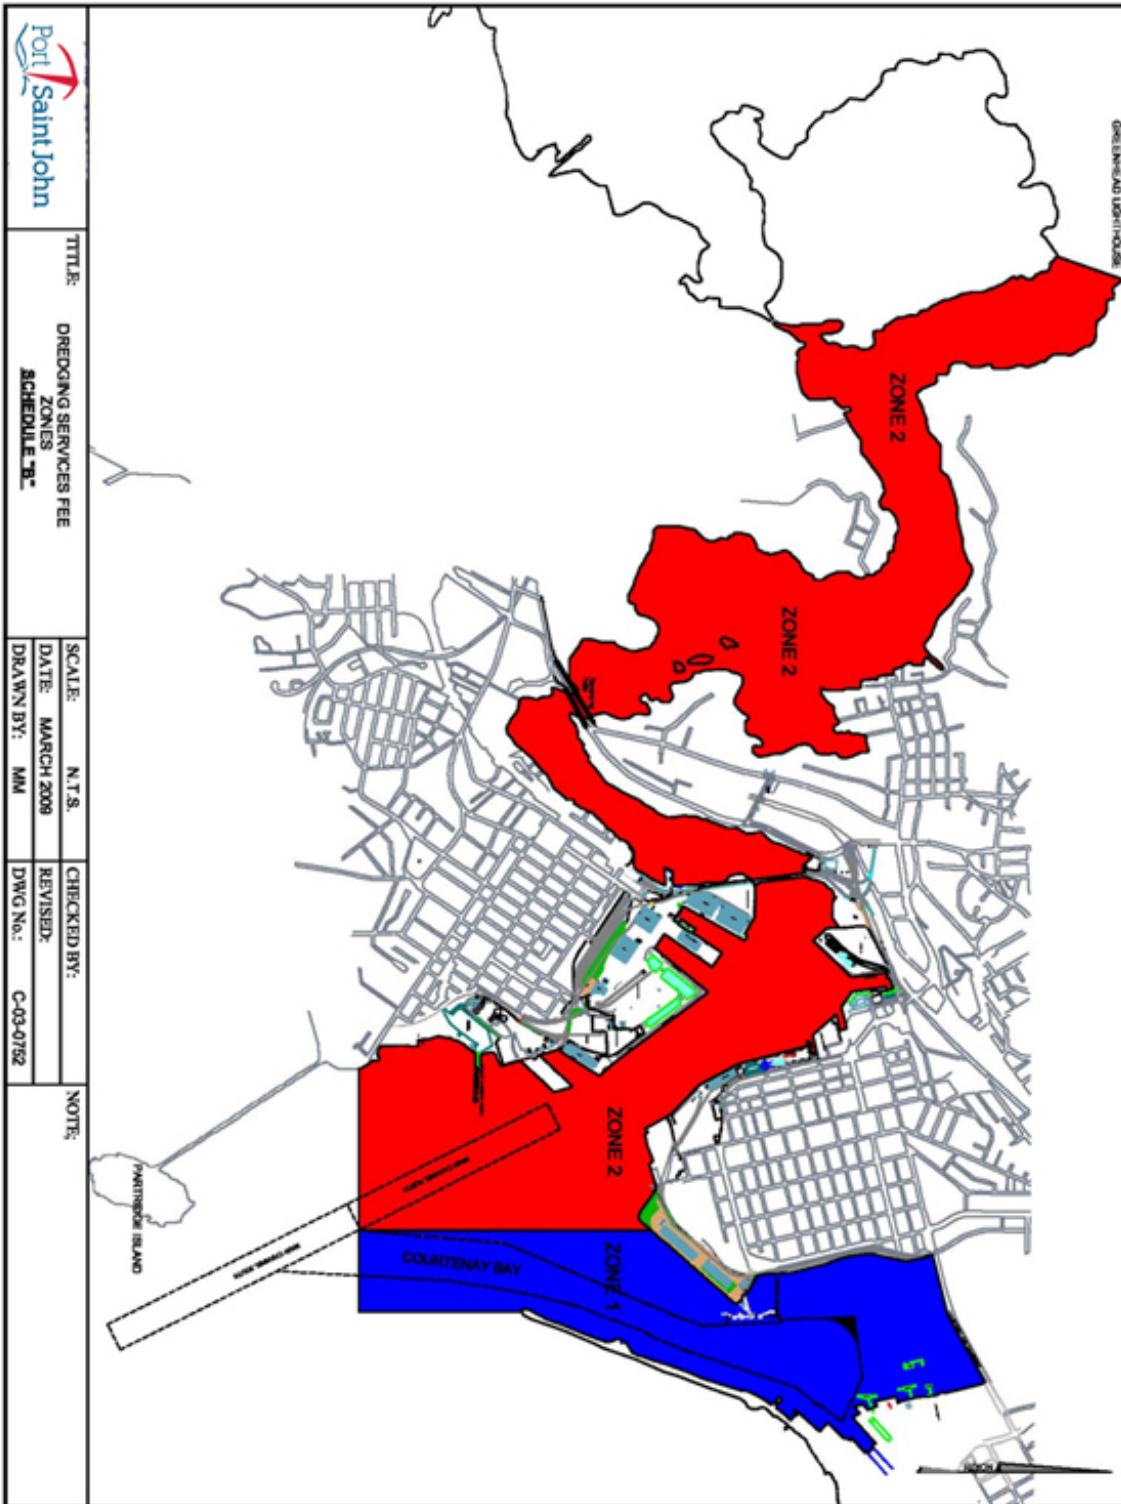 GREENHEAD LIGHTHOUSE
ZONE 2
ZONE 2
ZONE 2
ZONE 1
COURTENAY BAY
PARTRIDGE ISLAND
Port Saint John
TITLE:
DREDGING SERVICES FEE
ZONES
SCHEDULE "B"
SCALE: N.T.S.
DATE: MARCH 2009
DRAWN BY: MM
CHECKED BY:
REVISED:
DWG No.: C-03-0752
NOTE: